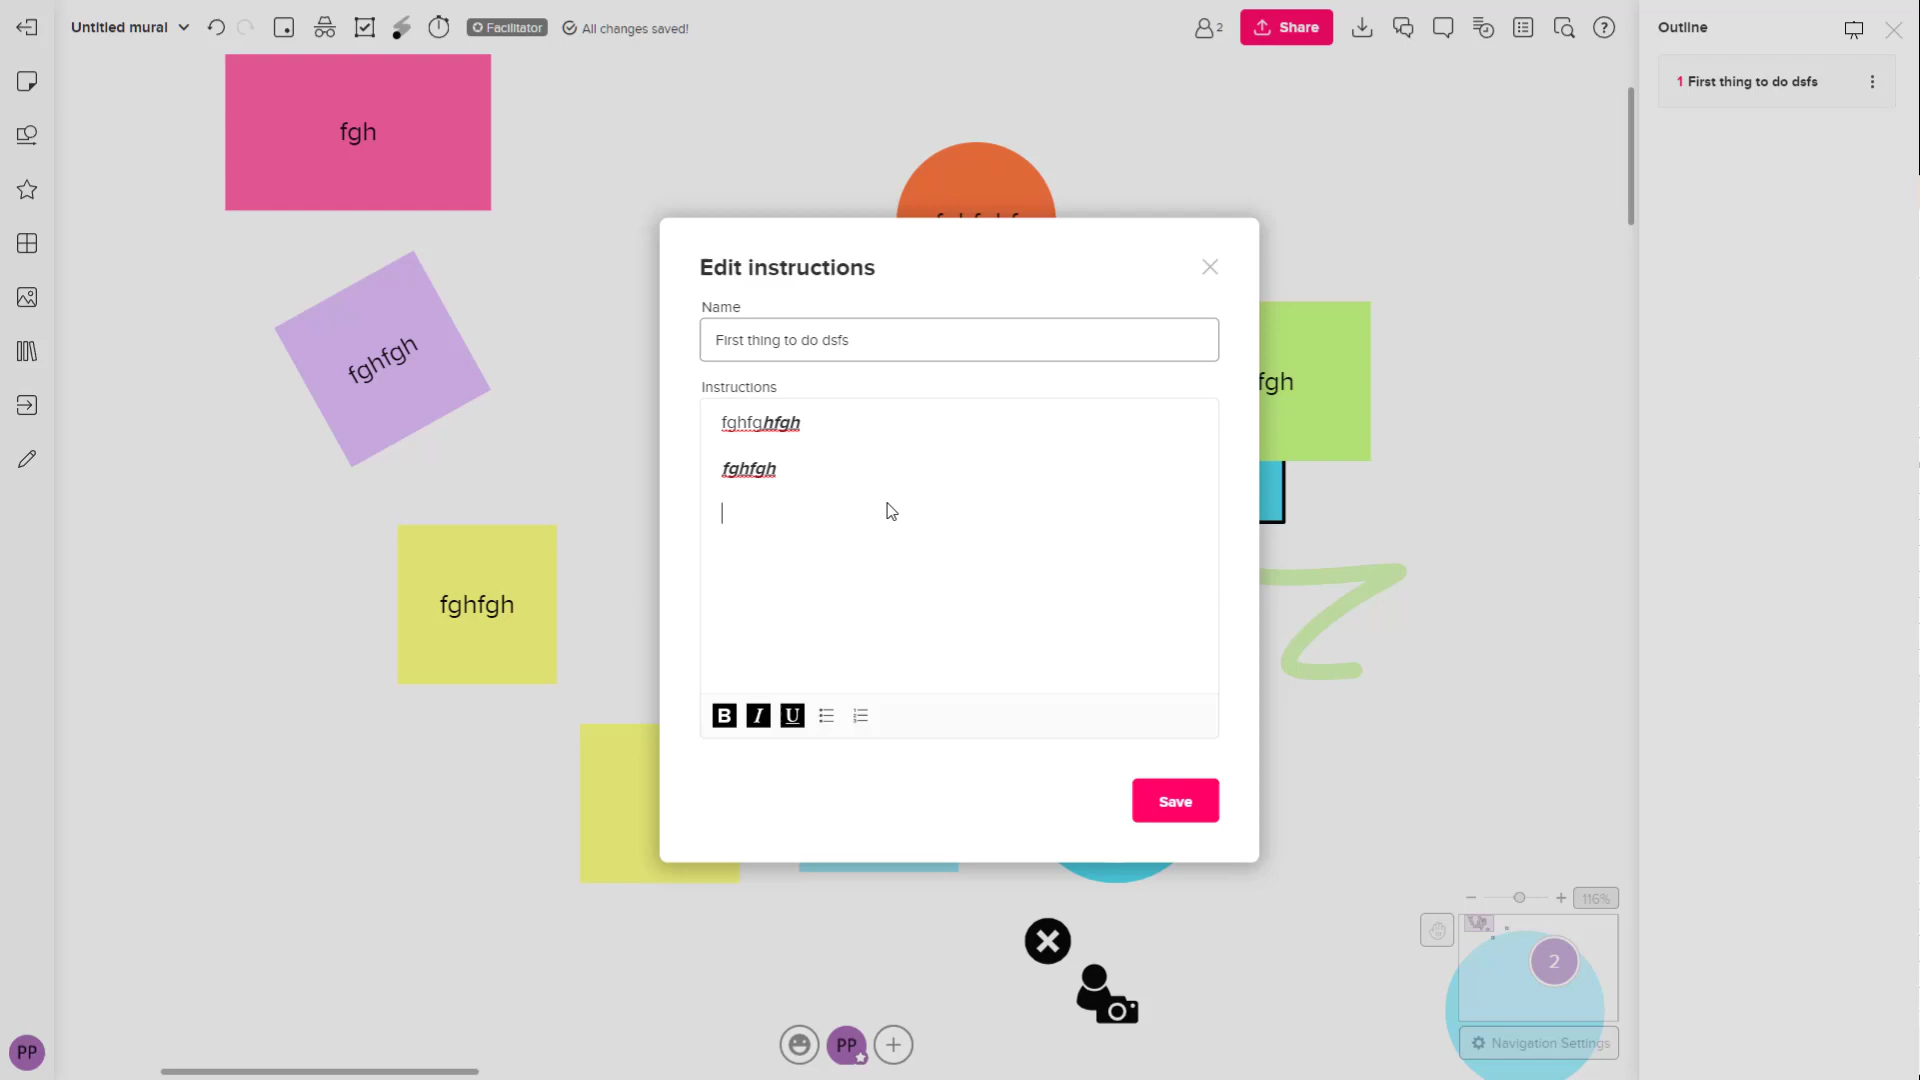 Untitled mural
Facilitator
All changes saved!
2
Share
Outline
1 First thing to do dsfs
fgh
fghfgh
fgh
fghfgh
Edit instructions
Name
First thing to do dsfs
Instructions
fghfghfgh
fghfgh
B I U
Save
116%
2
Navigation Settings
PP
PP